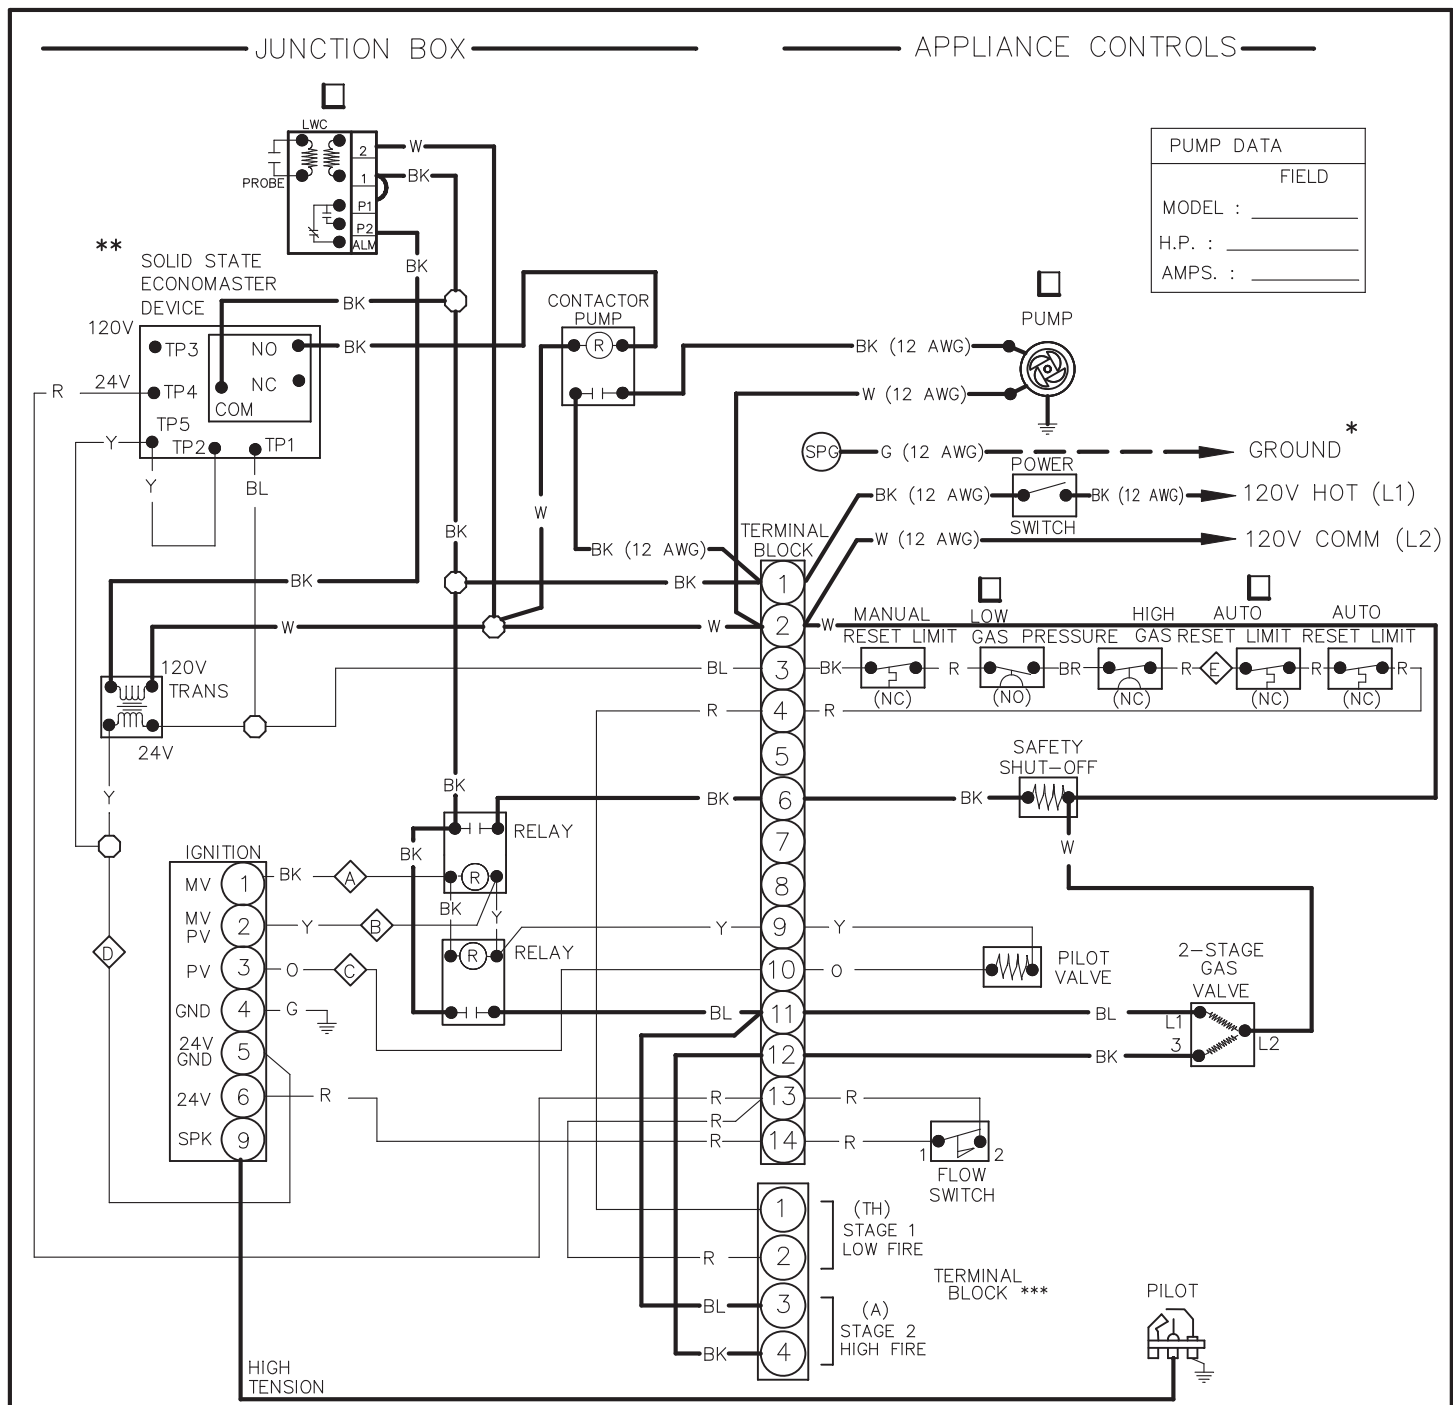 JUNCTION BOX
APPLIANCE CONTROLS
LWC
2
W
1
BK
PROBE
P1
P2
ALM
BK
PUMP DATA
FIELD
MODEL :
H.P. :
AMPS. :
**
SOLID STATE
ECONOMASTER
DEVICE
BK
120V
TP3
NO
BK
NC
R
24V
TP4
COM
TP5
Y
TP2
TP1
Y
BL
CONTACTOR
PUMP
R
W
BK
PUMP
BK (12 AWG)
W (12 AWG)
SPG
G (12 AWG)
GROUND *
POWER
BK (12 AWG)
BK (12 AWG)
120V HOT (L1)
SWITCH
W (12 AWG)
120V COMM (L2)
BK (12 AWG)
TERMINAL
BLOCK
BK
BK
1
W
W
2
W
MANUAL
RESET LIMIT
LOW
GAS PRESSURE
HIGH
GAS
AUTO
RESET LIMIT
AUTO
RESET LIMIT
120V
TRANS
BL
3
BK
R
BR
R
E
R
R
(NC)
(NO)
(NC)
(NC)
(NC)
R
4
R
24V
5
SAFETY
SHUT-OFF
Y
BK
BK
6
BK
RELAY
7
W
BK
IGNITION
MV
1
BK
A
R
8
BK
Y
MV
PV
2
Y
B
Y
9
Y
D
R
RELAY
PV
3
O
C
10
O
PILOT
VALVE
2-STAGE
GAS
VALVE
GND
4
G
BL
11
BL
L1
L2
24V
GND
5
12
BK
3
24V
6
R
R
13
R
R
SPK
9
R
14
R
1
2
FLOW
SWITCH
1
(TH)
STAGE 1
LOW FIRE
R
2
TERMINAL
BLOCK ***
BL
3
(A)
STAGE 2
HIGH FIRE
BK
4
PILOT
HIGH
TENSION